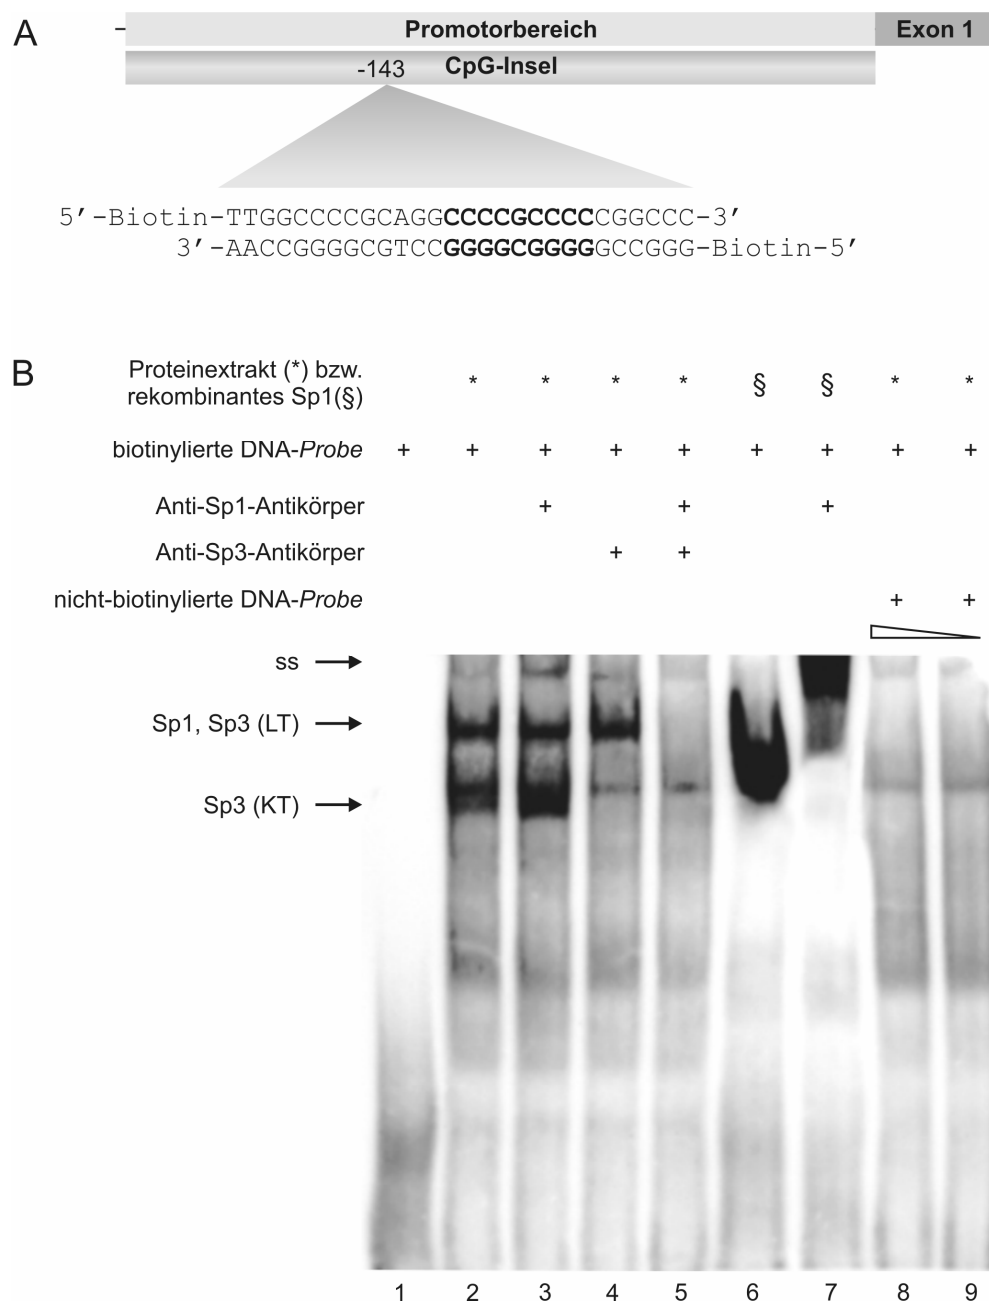 A
Promotorbereich Exon 1
-143 CpG-Insel
5′-Biotin-TTGGCCCCGCAGGCCCCGCCCCCGGCCC-3′
3′-AACCGGGGCGTCCGGGGCGGGGGCCGGG-Biotin-5′
B
Proteinextrakt (*) bzw. * * * * § § * *
rekombinantes Sp1(§)
biotinylierte DNA-Probe + + + + + + + + +
Anti-Sp1-Antikörper + + +
Anti-Sp3-Antikörper + +
nicht-biotinylierte DNA-Probe + +
ss
Sp1, Sp3 (LT)
Sp3 (KT)
1 2 3 4 5 6 7 8 9